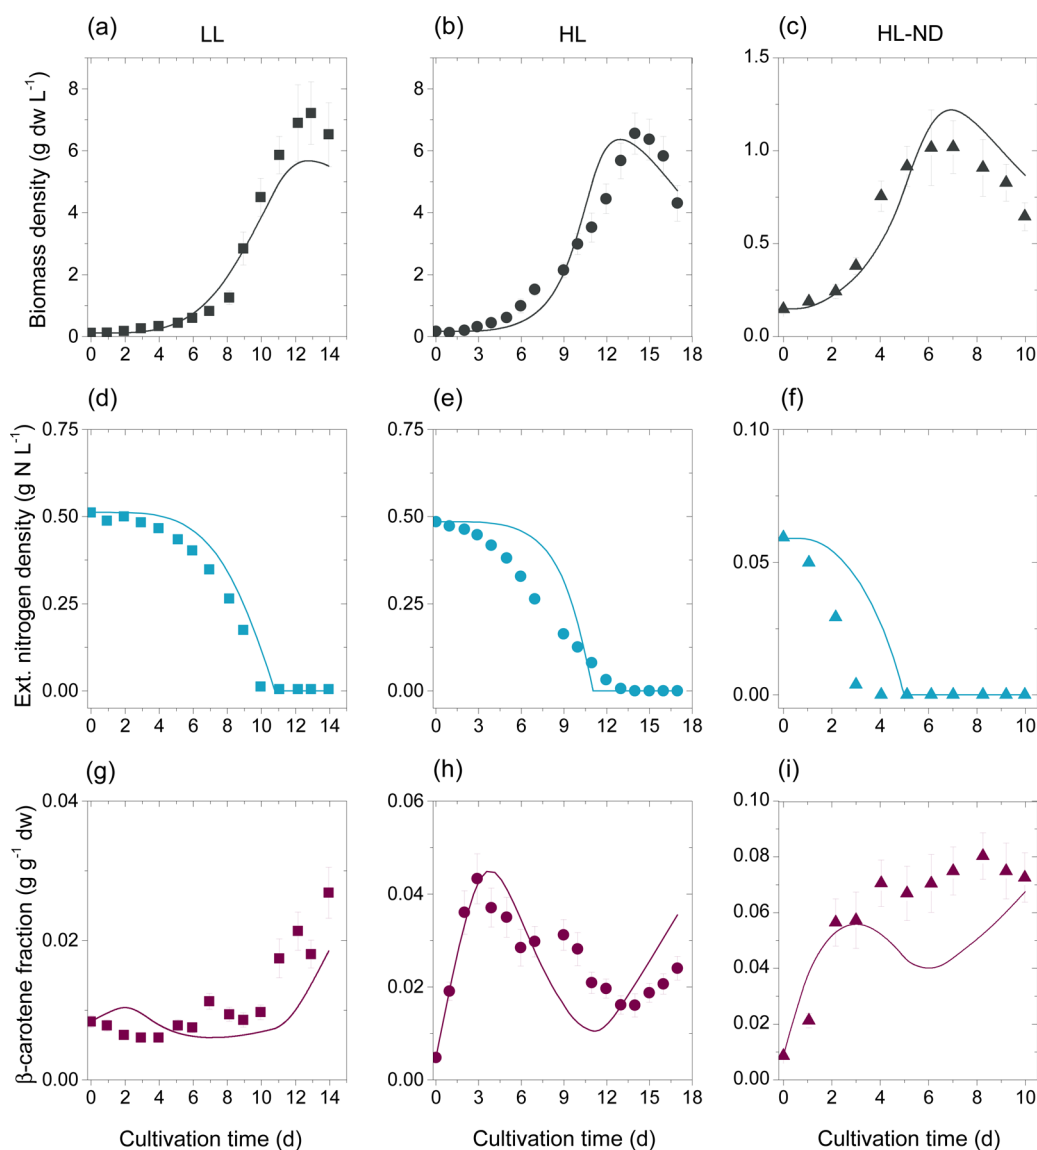 (a) LL (b) HL (c) HL-ND
Biomass density (g dw L⁻¹)
8
6
4
2
0
0 2 4 6 8 10 12 14
8
6
4
2
0
0 3 6 9 12 15 18
1.5
1.0
0.5
0.0
0 2 4 6 8 10
(d) (e) (f)
Ext. nitrogen density (g N L⁻¹)
0.75
0.50
0.25
0.00
0 2 4 6 8 10 12 14
0.75
0.50
0.25
0.00
0 3 6 9 12 15 18
0.10
0.05
0.00
0 2 4 6 8 10
(g) (h) (i)
β-carotene fraction (g g⁻¹ dw)
0.04
0.02
0.00
0 2 4 6 8 10 12 14
0.06
0.04
0.02
0.00
0 3 6 9 12 15 18
0.10
0.08
0.06
0.04
0.02
0.00
0 2 4 6 8 10
Cultivation time (d) Cultivation time (d) Cultivation time (d)